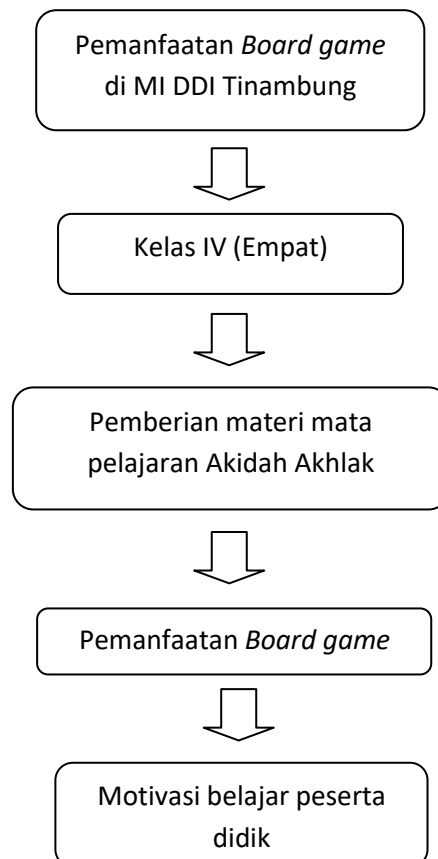 Pemanfaatan Board game
di MI DDI Tinambung
Kelas IV (Empat)
Pemberian materi mata
pelajaran Akidah Akhlak
Pemanfaatan Board game
Motivasi belajar peserta
didik